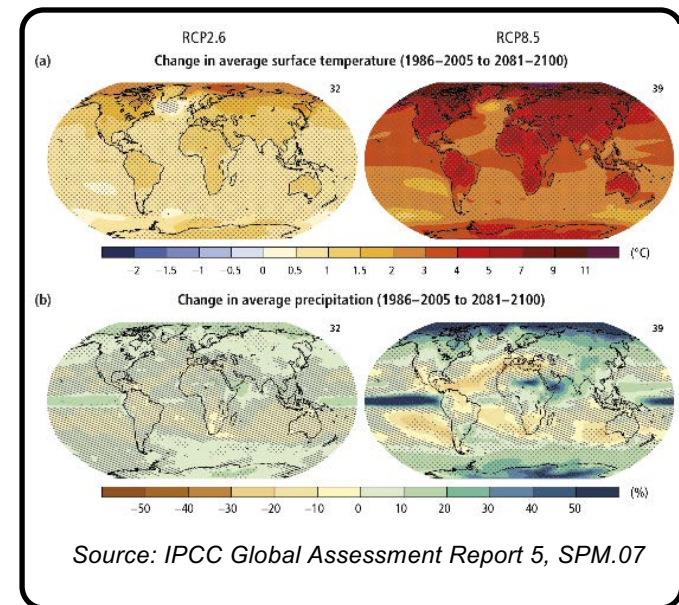 RCP2.6 RCP8.5
(a) Change in average surface temperature (1986–2005 to 2081–2100)
32 39
−2 −1.5 −1 −0.5 0 0.5 1 1.5 2 3 4 5 7 9 11 (°C)
(b) Change in average precipitation (1986–2005 to 2081–2100)
32 39
−50 −40 −30 −20 −10 0 10 20 30 40 50 (%)
Source: IPCC Global Assessment Report 5, SPM.07